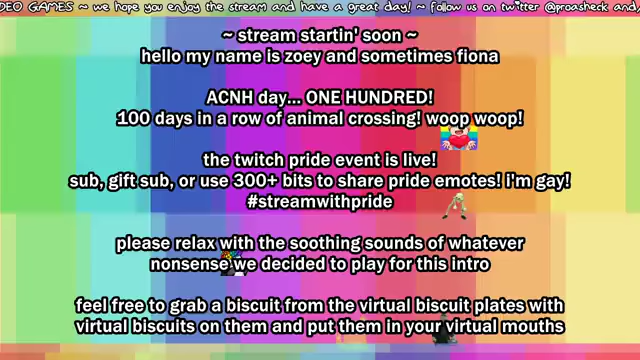 DEO GAMES ~ we hope you enjoy the stream and have a great day! ~ follow us on twitter @proasheck and
~ stream startin' soon ~
hello my name is zoey and sometimes fiona
ACNH day... ONE HUNDRED!
100 days in a row of animal crossing! woop woop!
the twitch pride event is live!
sub, gift sub, or use 300+ bits to share pride emotes! i'm gay!
#streamwithpride
please relax with the soothing sounds of whatever
nonsense we decided to play for this intro
feel free to grab a biscuit from the virtual biscuit plates with
virtual biscuits on them and put them in your virtual mouths